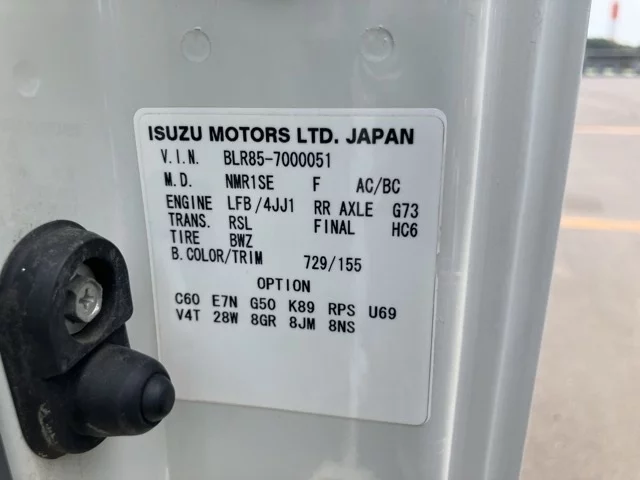 ISUZU MOTORS LTD. JAPAN
V.I.N. BLR85-7000051
M.D. NMR1SE F AC/BC
ENGINE LFB/4JJ1 RR AXLE G73
TRANS. RSL FINAL HC6
TIRE BWZ
B.COLOR/TRIM 729/155
OPTION
C60 E7N G50 K89 RPS U69
V4T 28W 8GR 8JM 8NS